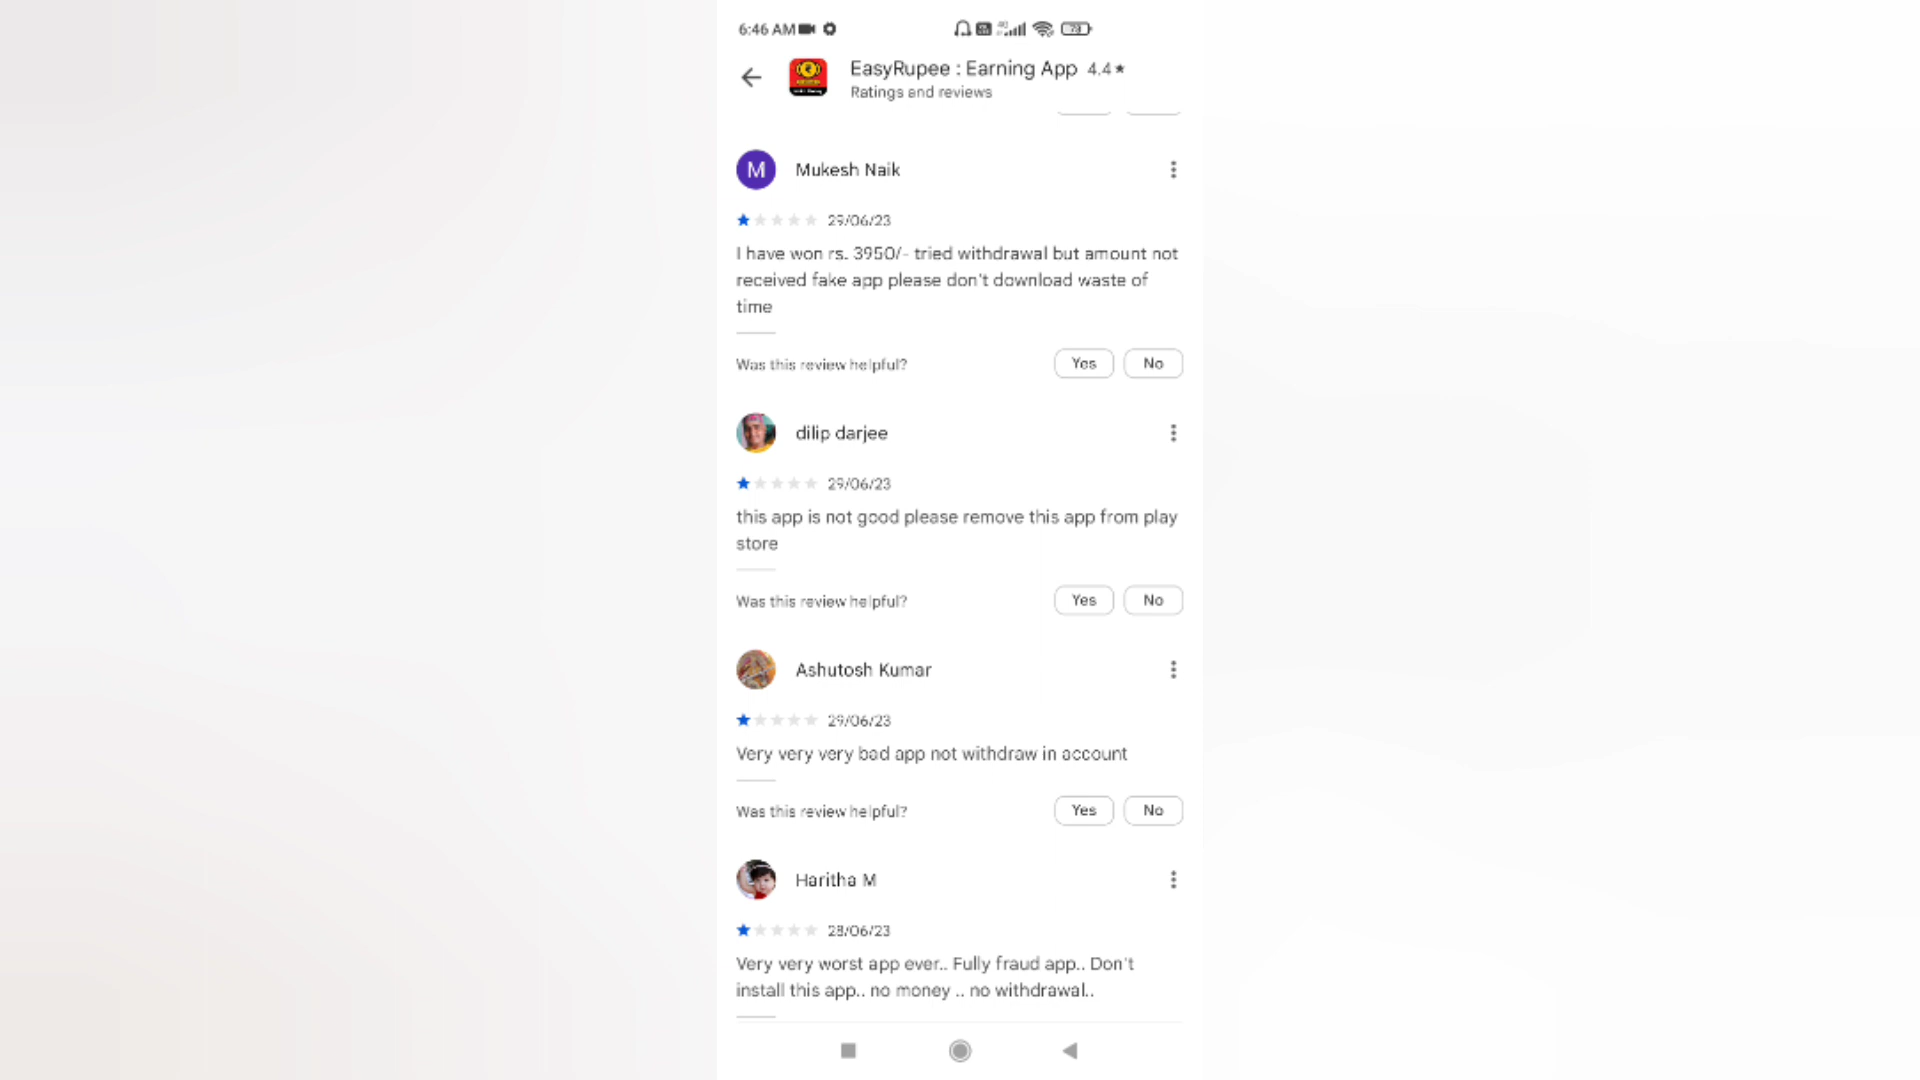 6:46 AM
EasyRupee : Earning App 4.4★
Ratings and reviews
M Mukesh Naik
29/06/23
I have won rs. 3950/- tried withdrawal but amount not
received fake app please don't download waste of
time
Was this review helpful? Yes No
dilip darjee
29/06/23
this app is not good please remove this app from play
store
Was this review helpful? Yes No
Ashutosh Kumar
29/06/23
Very very very bad app not withdraw in account
Was this review helpful? Yes No
Haritha M
28/06/23
Very very worst app ever.. Fully fraud app.. Don't
install this app.. no money .. no withdrawal..